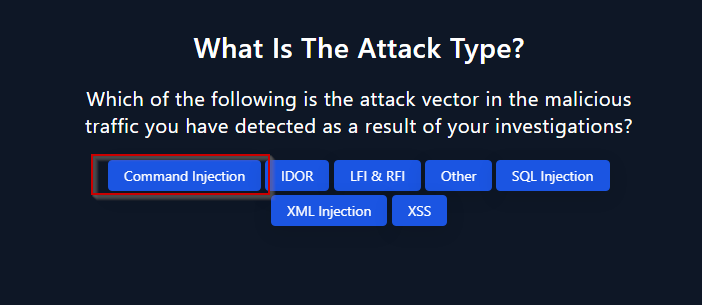 What Is The Attack Type?
Which of the following is the attack vector in the malicious
traffic you have detected as a result of your investigations?
Command Injection IDOR LFI & RFI Other SQL Injection
XML Injection XSS